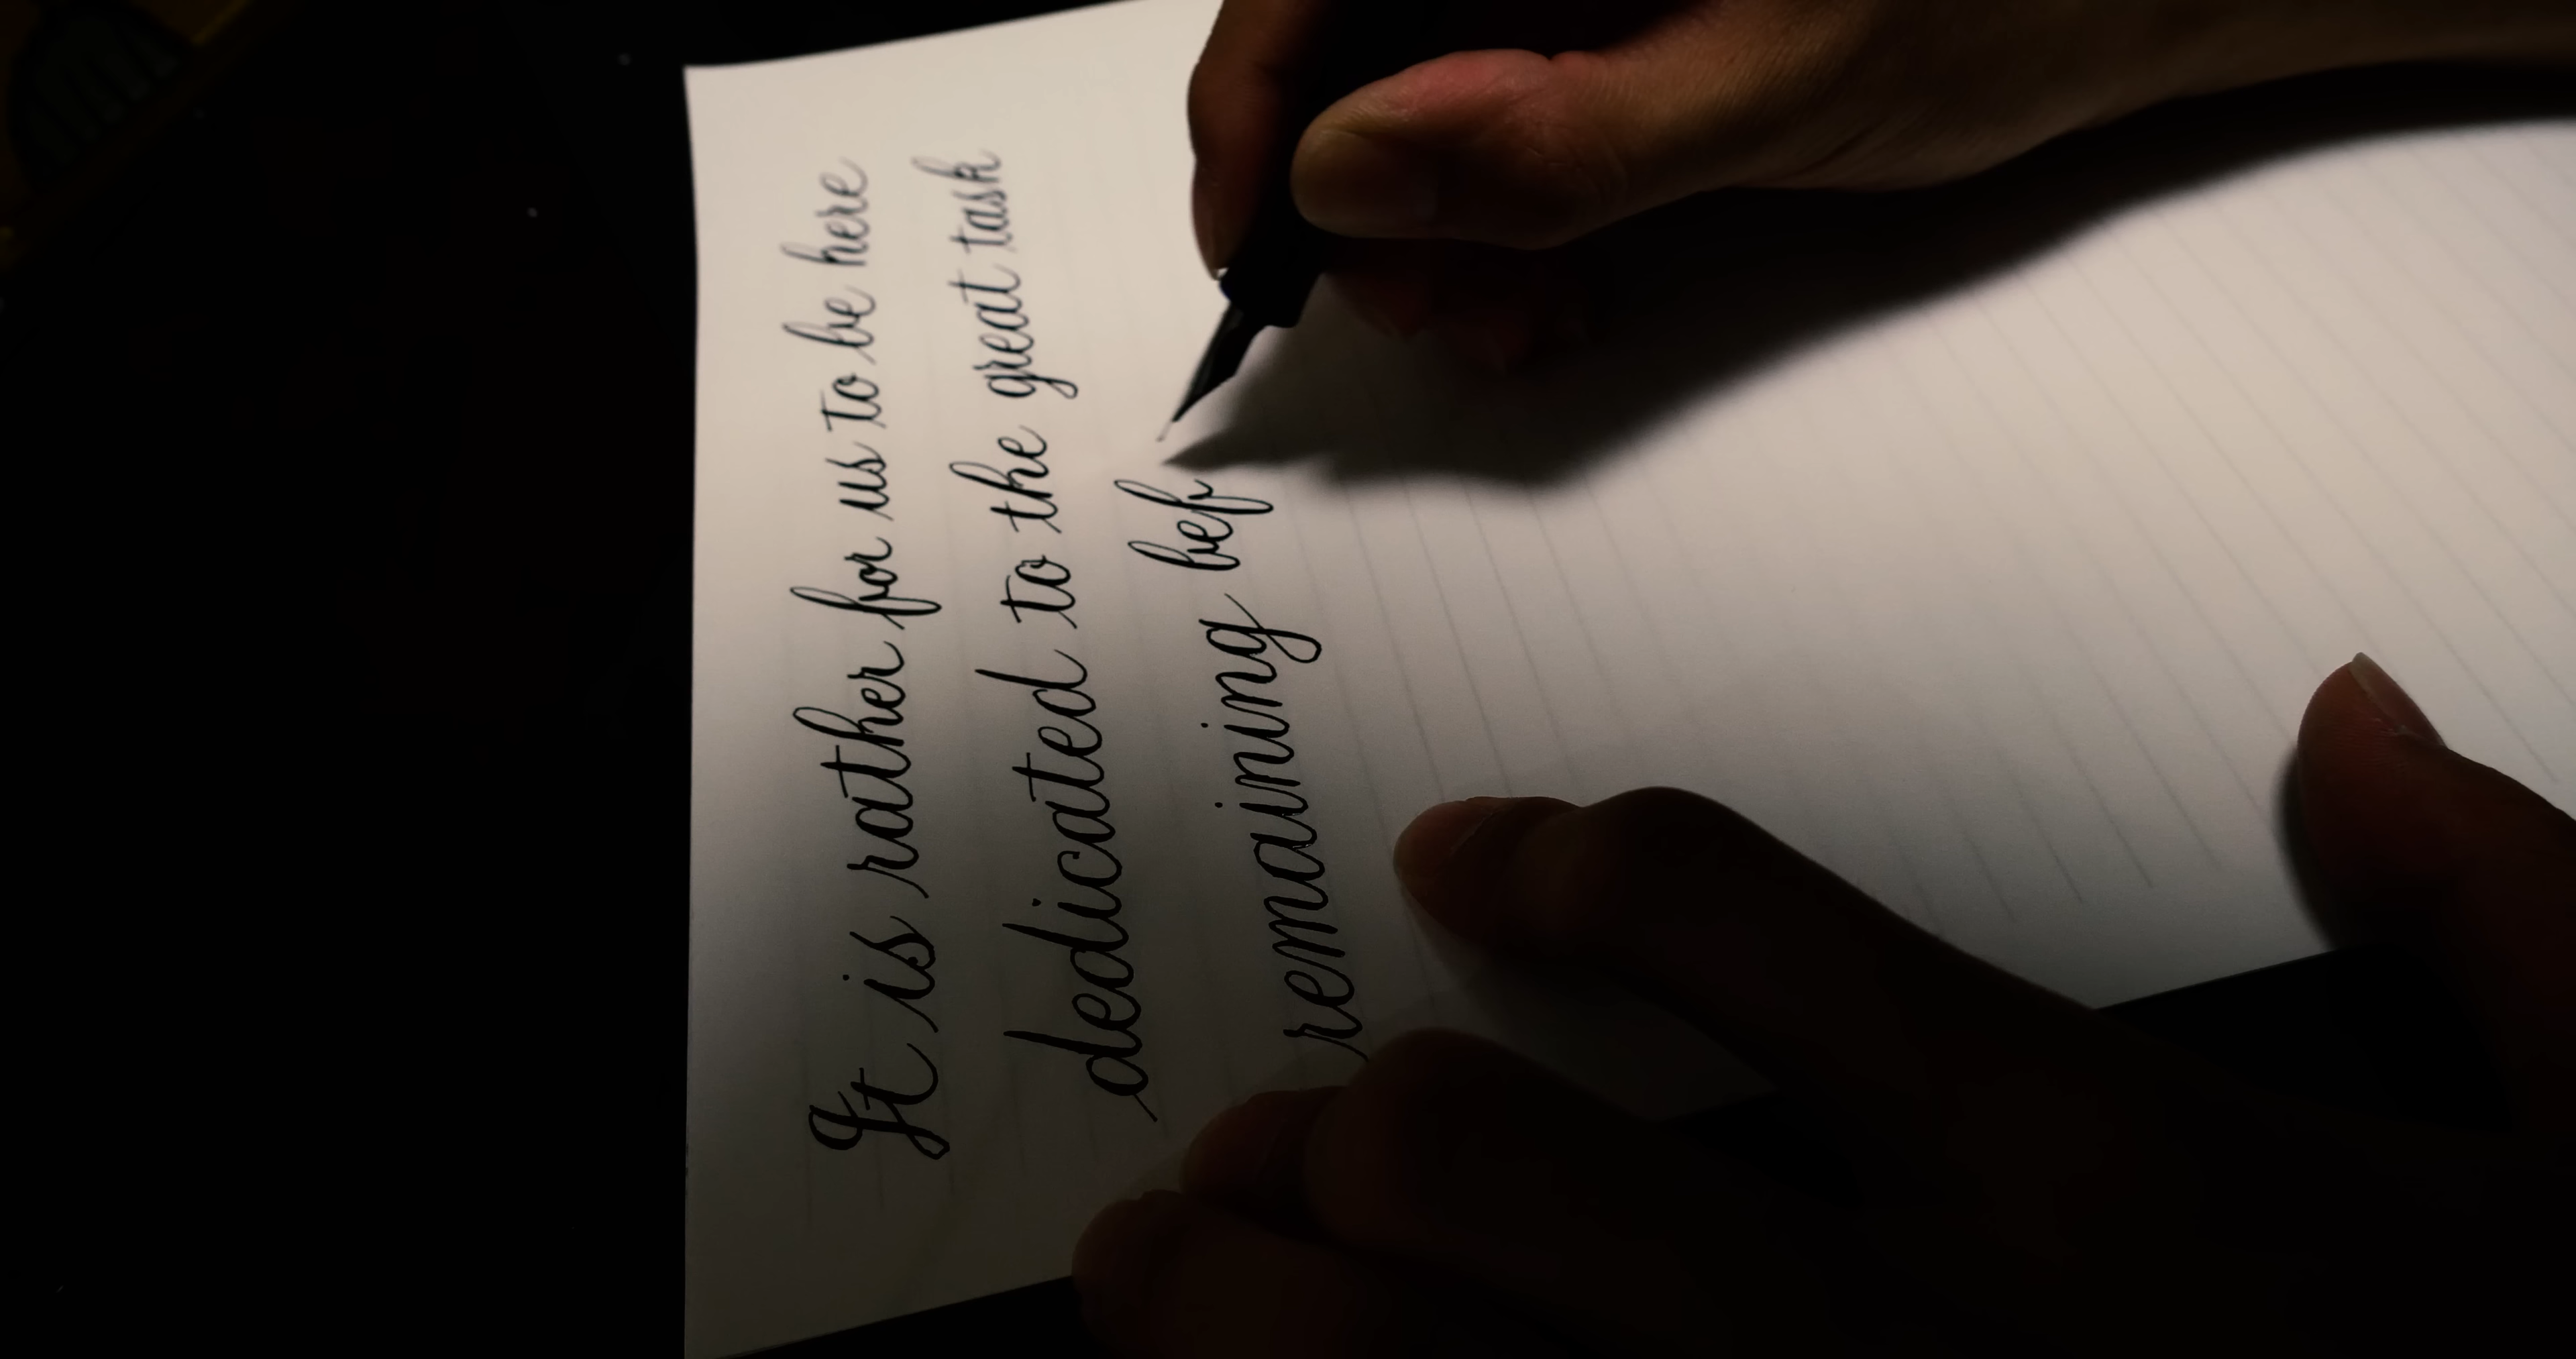 It is rather for us to be here
dedicated to the great task
remaining bef